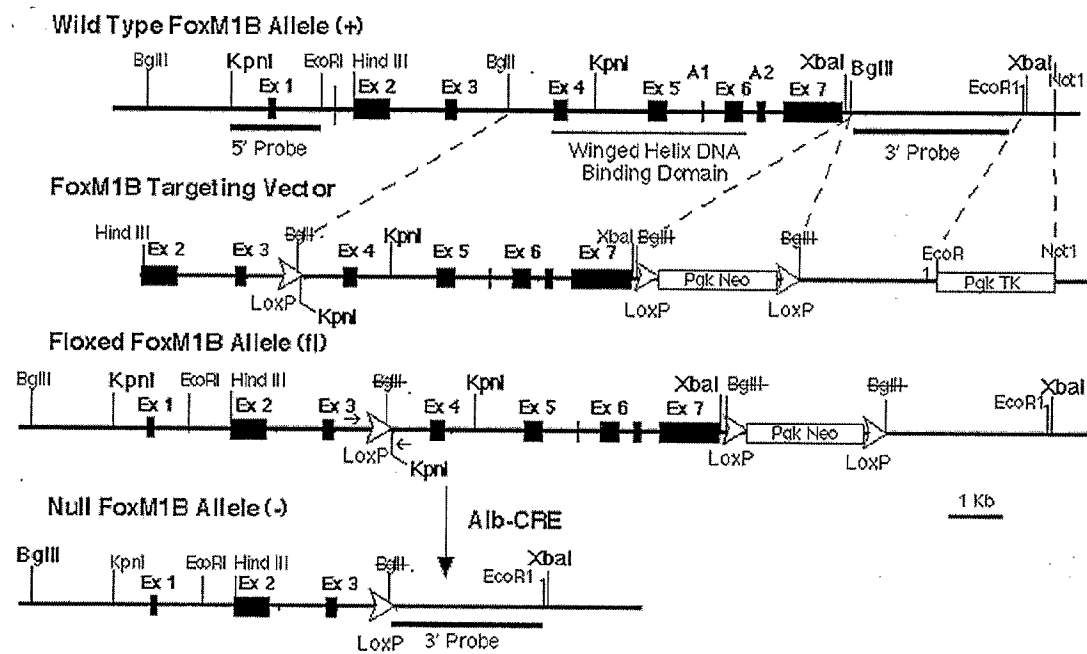 Wild Type FoxM1B Allele (+)
BglII KpnI EcoRI Hind III BglII KpnI A1 A2 XbaI BglII EcoR1 XbaI Not1
Ex 1 Ex 2 Ex 3 Ex 4 Ex 5 Ex 6 Ex 7
5' Probe Winged Helix DNA Binding Domain 3' Probe
FoxM1B Targeting Vector
Hind III Ex 2 Ex 3 BglII Ex 4 KpnI Ex 5 Ex 6 Ex 7 XbaI BglII BglII EcoR 1 Not1
LoxP KpnI LoxP Pgk Neo LoxP Pgk TK
Floxed FoxM1B Allele (fl)
BglII KpnI EcoRI Hind III BglII KpnI XbaI BglII BglII EcoR1 XbaI
Ex 1 Ex 2 Ex 3 Ex 4 Ex 5 Ex 6 Ex 7 Pgk Neo
LoxP KpnI LoxP LoxP
1 Kb
Null FoxM1B Allele (-)
Alb-CRE
BglII KpnI EcoRI Hind III BglII EcoR1 XbaI
Ex 1 Ex 2 Ex 3
LoxP 3' Probe